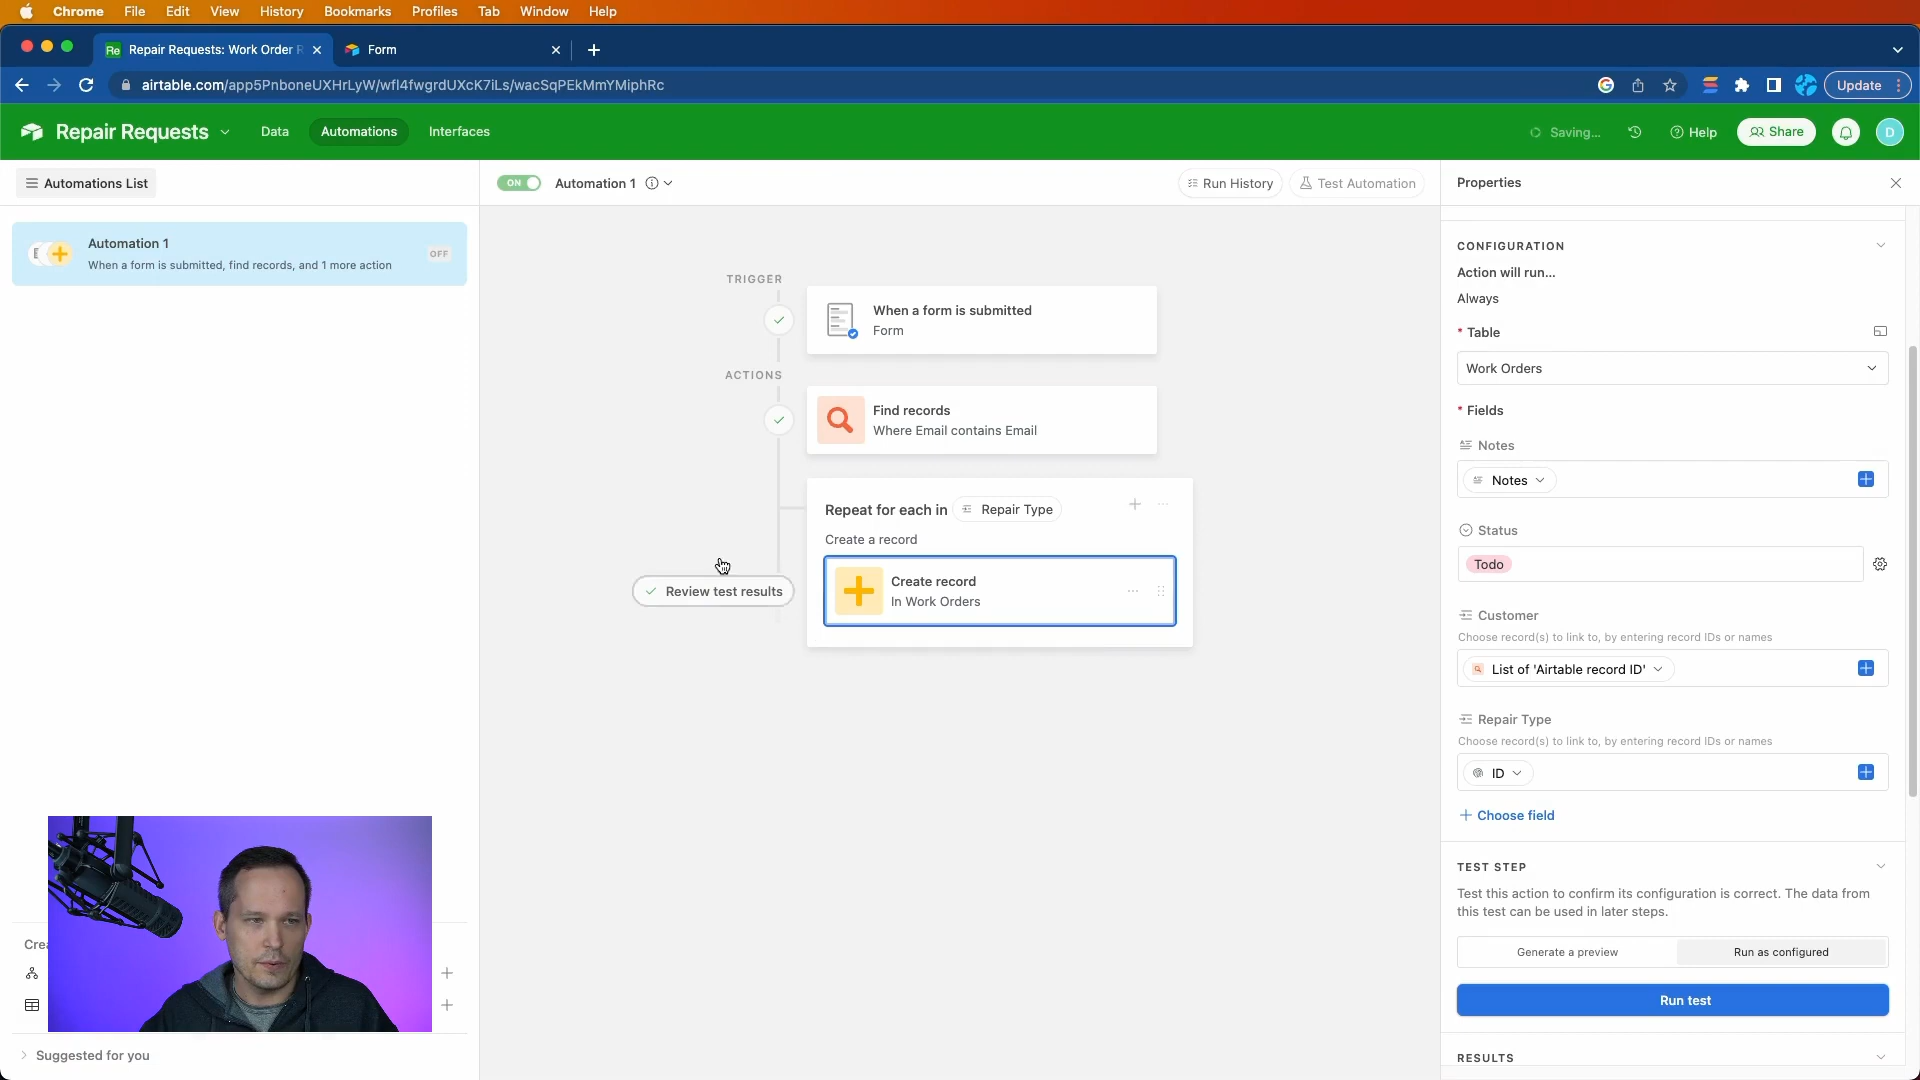 Chrome File Edit View History Bookmarks Profiles Tab Window Help
Re Repair Requests: Work Order R
Form
airtable.com/app5PnboneUXHrLyW/wfl4fwgrdUXcK7iLs/wacSqPEkMmYMiphRc
Update
Repair Requests
Data
Automations
Interfaces
Saving...
Help
Share
D
Automations List
ON
Automation 1
Run History
Test Automation
Properties
Automation 1
When a form is submitted, find records, and 1 more action
OFF
TRIGGER
When a form is submitted
Form
ACTIONS
Find records
Where Email contains Email
Repeat for each in Repair Type
Create a record
Create record
In Work Orders
Review test results
CONFIGURATION
Action will run...
Always
* Table
Work Orders
* Fields
Notes
Notes
Status
Todo
Customer
Choose record(s) to link to, by entering record IDs or names
List of 'Airtable record ID'
Repair Type
Choose record(s) to link to, by entering record IDs or names
ID
+ Choose field
TEST STEP
Test this action to confirm its configuration is correct. The data from
this test can be used in later steps.
Generate a preview
Run as configured
Run test
RESULTS
Suggested for you